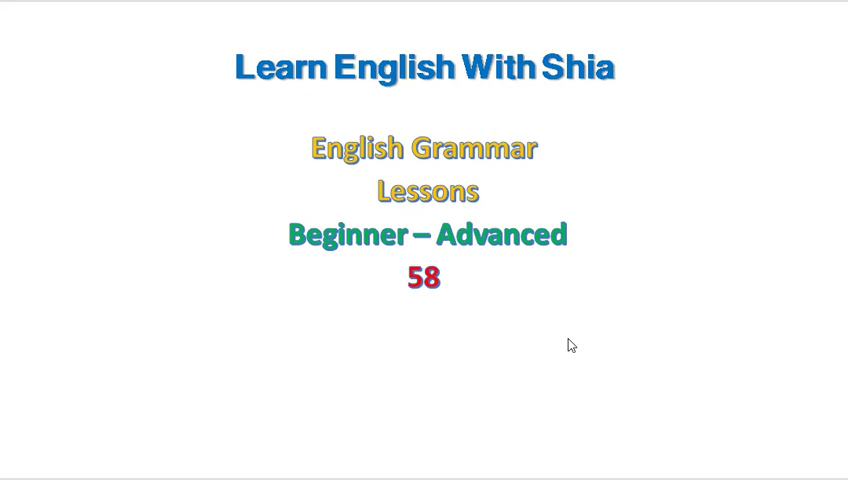 Learn English With Shia
English Grammar
Lessons
Beginner – Advanced
58